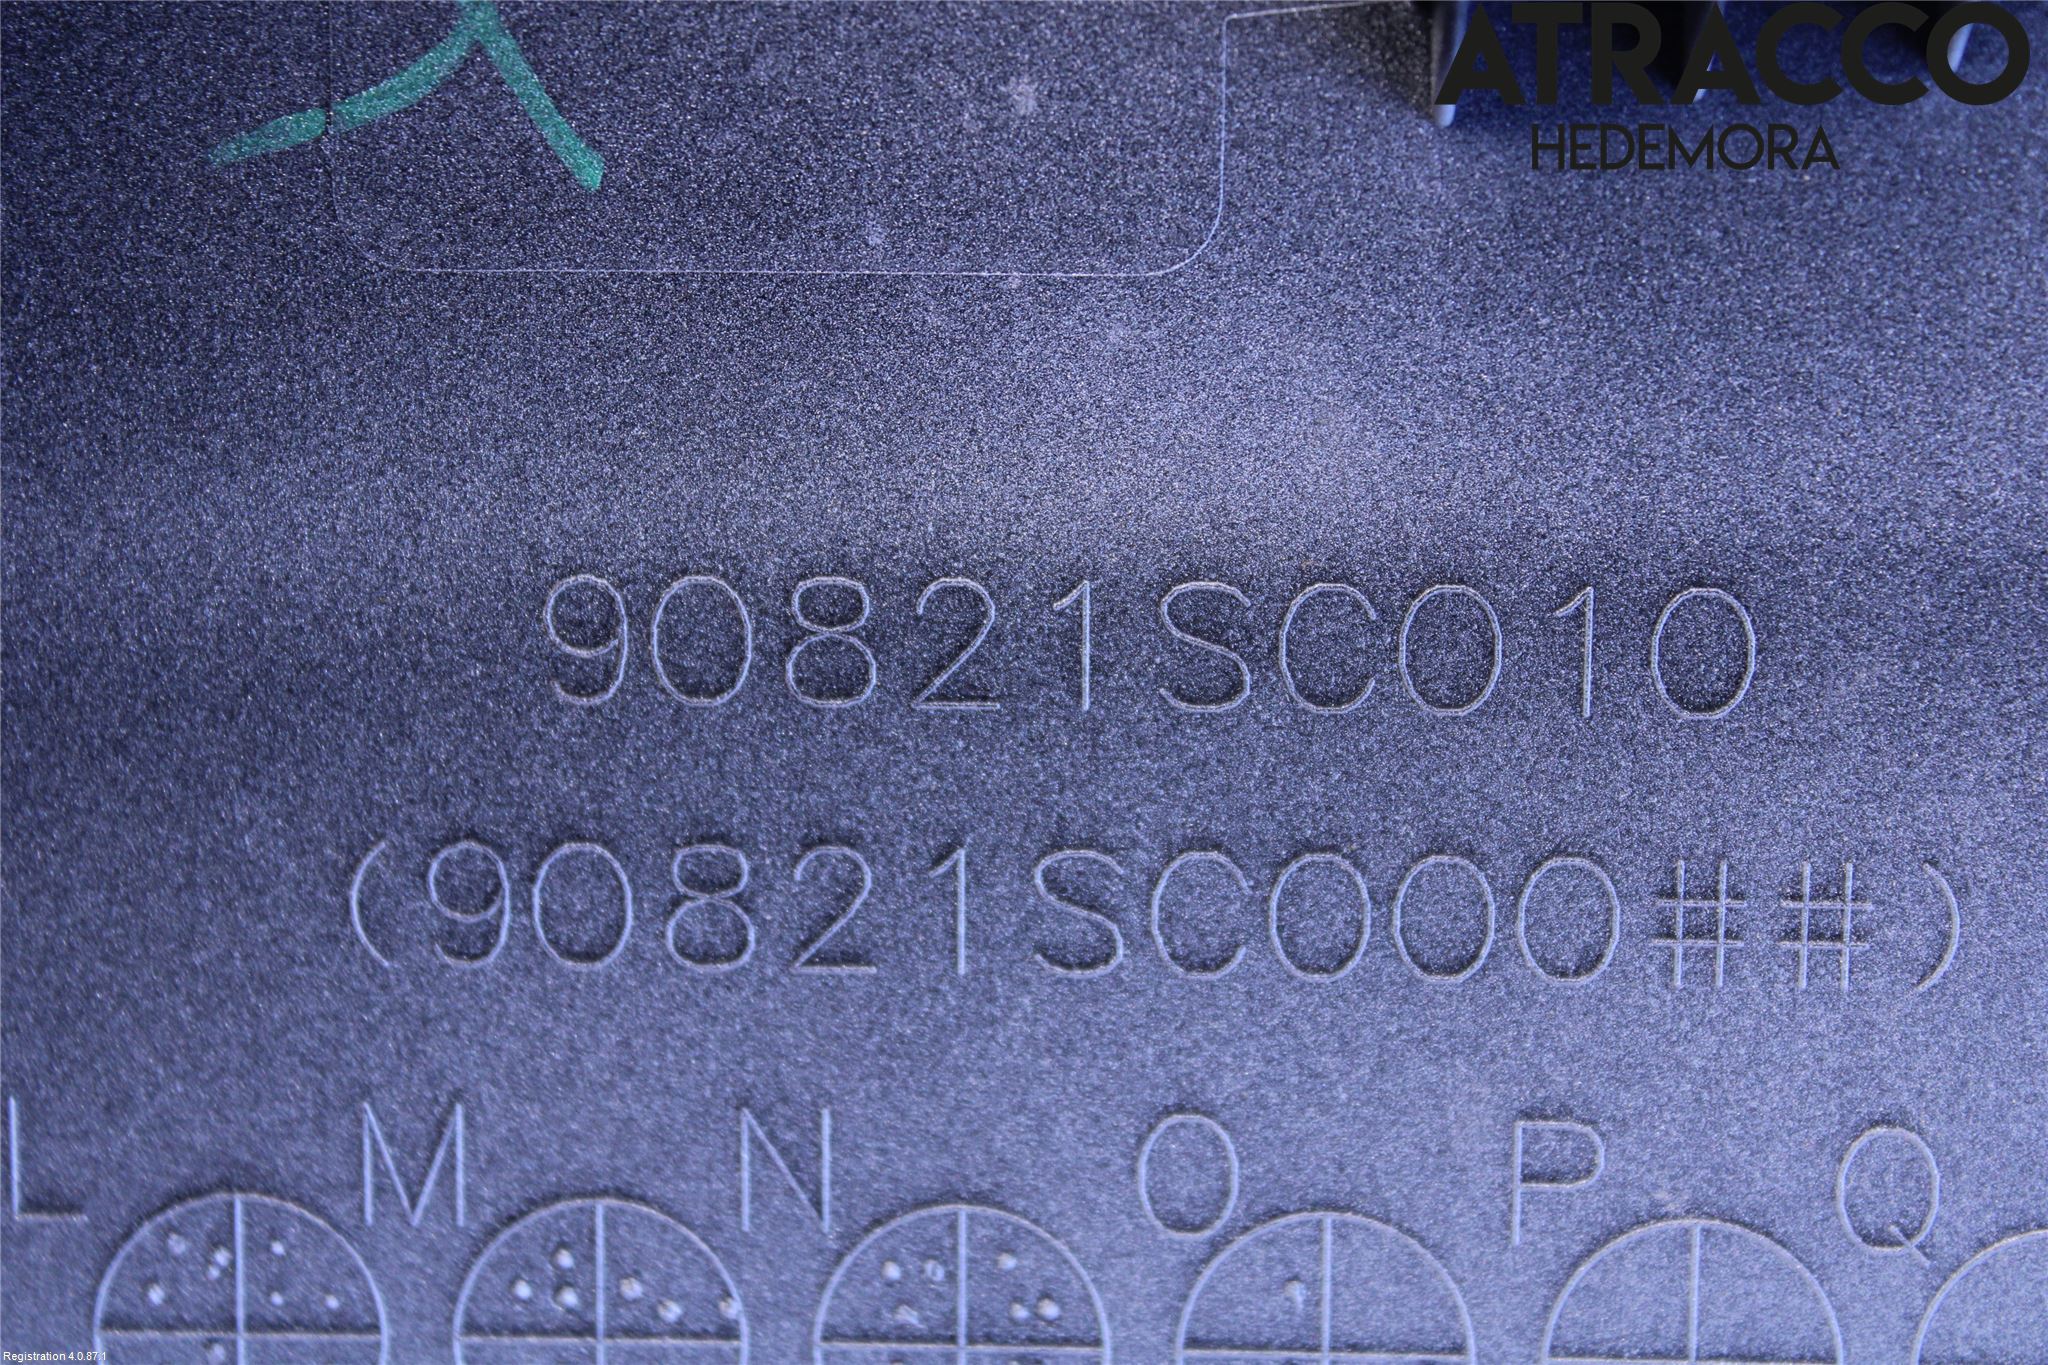 ATRACCO
HEDEMORA
90821SC010
(90821SC000##)
L M N O P Q
Registration 4.0.87.1